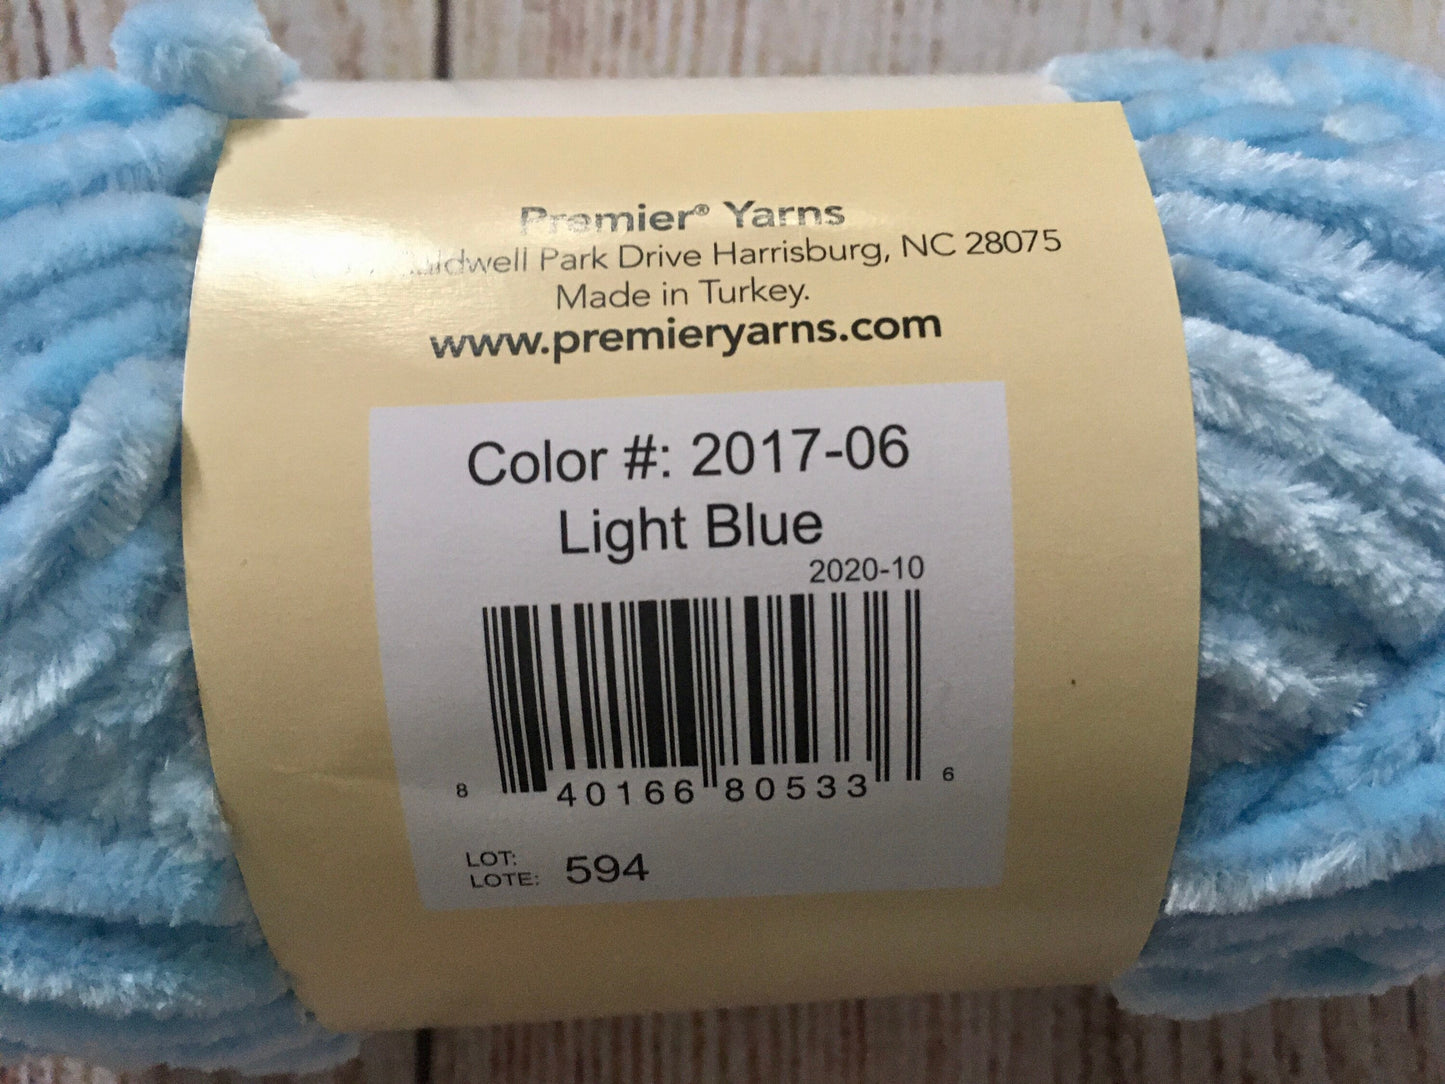 Premier® Yarns
Park Drive Harrisburg, NC 28075
Made in Turkey.
www.premieryarns.com
Color #: 2017-06
Light Blue
2020-10
8 40166 80533 6
LOT:
LOTE: 594